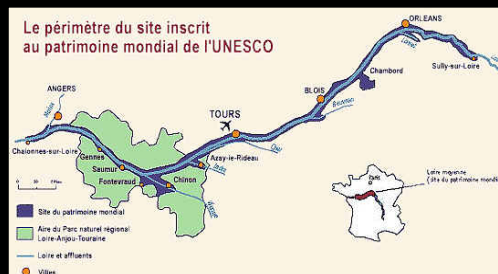 Le périmètre du site inscrit
au patrimoine mondial de l'UNESCO
ORLEANS
Loiret
Sully-sur-Loire
Chambord
BLOIS
Beuvron
ANGERS
Maine
TOURS
Cher
Chalonnes-sur-Loire
Gennes
Saumur
Fontevraud
Azay-le-Rideau
Indre
Chinon
Vienne
Paris
Loire moyenne
(site du patrimoine mondial
Site du patrimoine mondial
Aire du Parc naturel régional
Loire-Anjou-Touraine
Loire et affluents
Villes